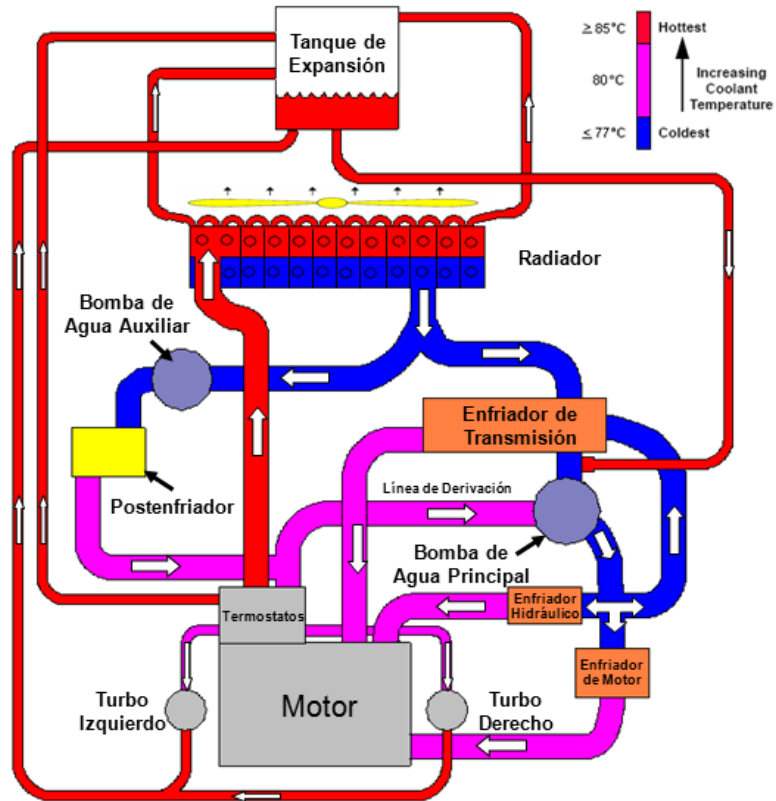 Tanque de
Expansión
≥ 85°C
Hottest
80°C
Increasing
Coolant
Temperature
≤ 77°C
Coldest
Radiador
Bomba de
Agua Auxiliar
Enfriador de
Transmisión
Postenfriador
Línea de Derivación
Bomba de
Agua Principal
Termostatos
Enfriador
Hidráulico
Enfriador
de Motor
Turbo
Izquierdo
Motor
Turbo
Derecho